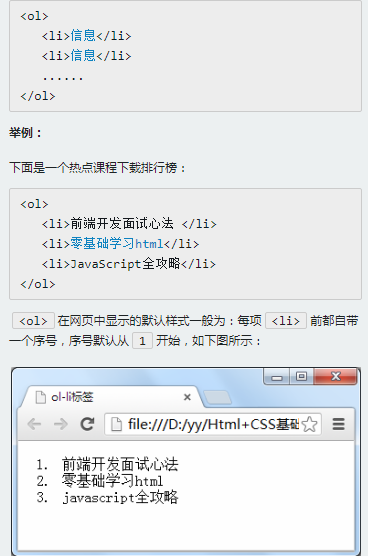 <ol>
<li>信息</li>
<li>信息</li>
......
</ol>
举例：
下面是一个热点课程下载排行榜：
<ol>
<li>前端开发面试心法 </li>
<li>零基础学习html</li>
<li>JavaScript全攻略</li>
</ol>
<ol> 在网页中显示的默认样式一般为：每项 <li> 前都自带
一个序号，序号默认从 1 开始，如下图所示：
ol-li标签
file:///D:/yy/Html+CSS基础
1. 前端开发面试心法
2. 零基础学习html
3. javascript全攻略